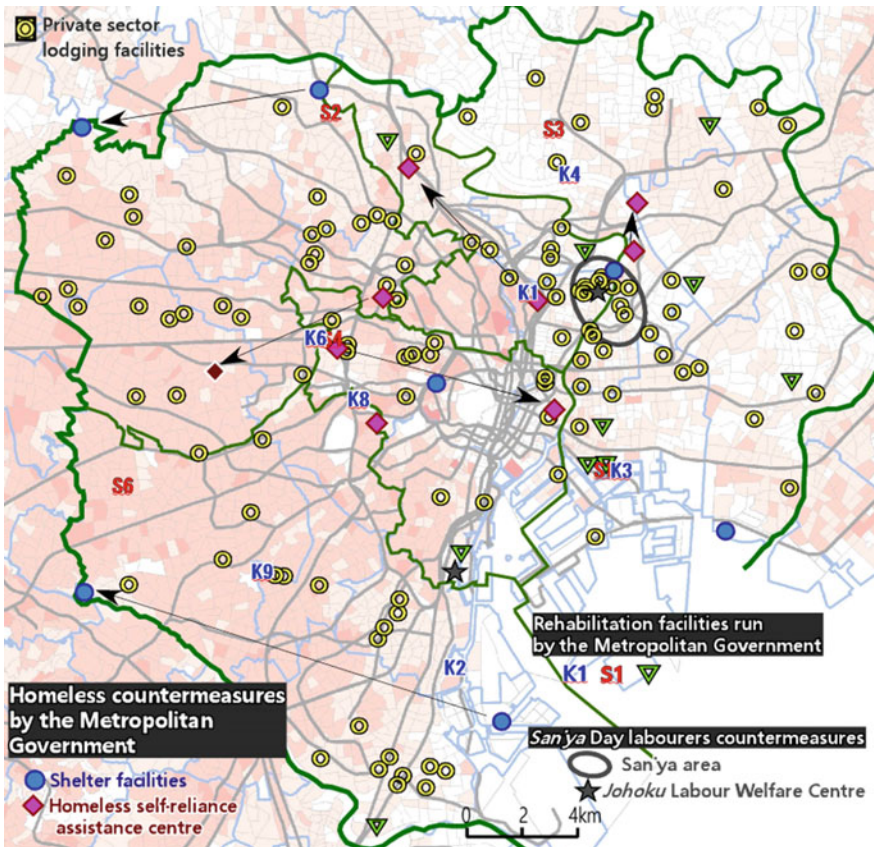 Private sector
lodging facilities
S2
S3
K4
K1
K6
K8
S6
K3
K9
K2
Rehabilitation facilities run
by the Metropolitan Government
K1 S1
Homeless countermeasures
by the Metropolitan
Government
Shelter facilities
Homeless self-reliance
assistance centre
San'ya Day labourers countermeasures
San'ya area
Johoku Labour Welfare Centre
0 2 4km